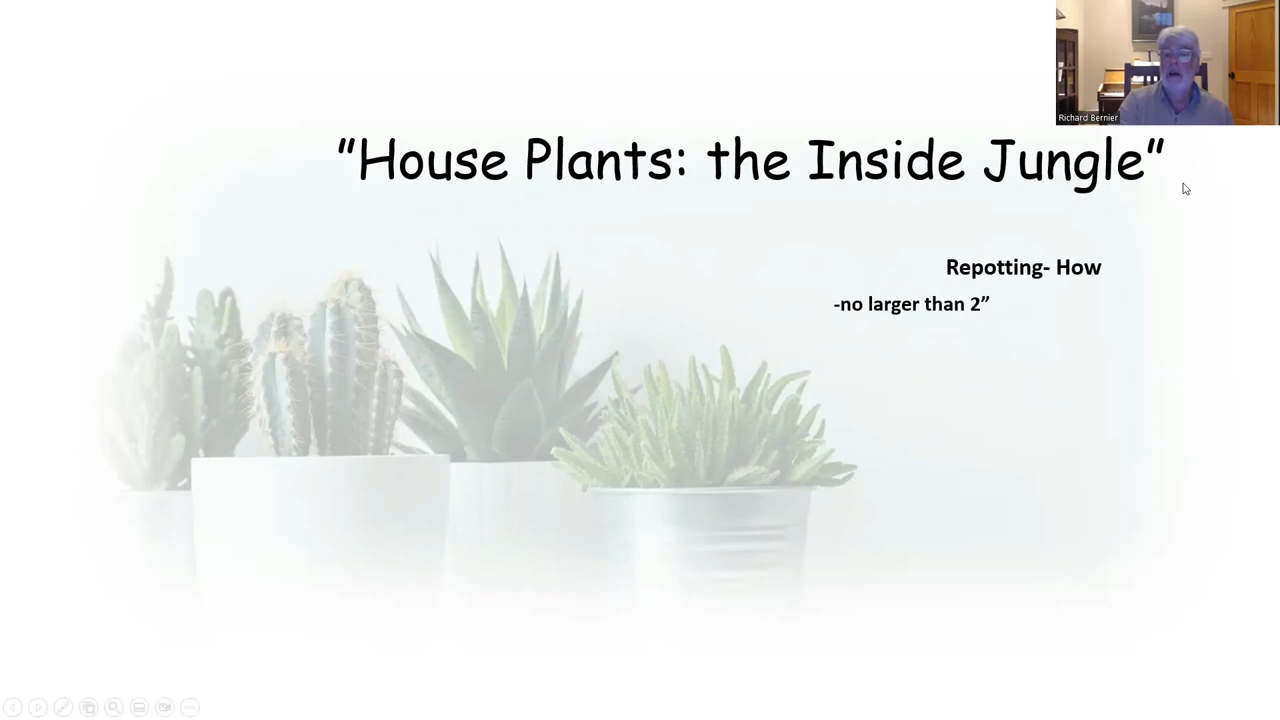 Richard Bernier
”House Plants: the Inside Jungle”
Repotting- How
-no larger than 2”